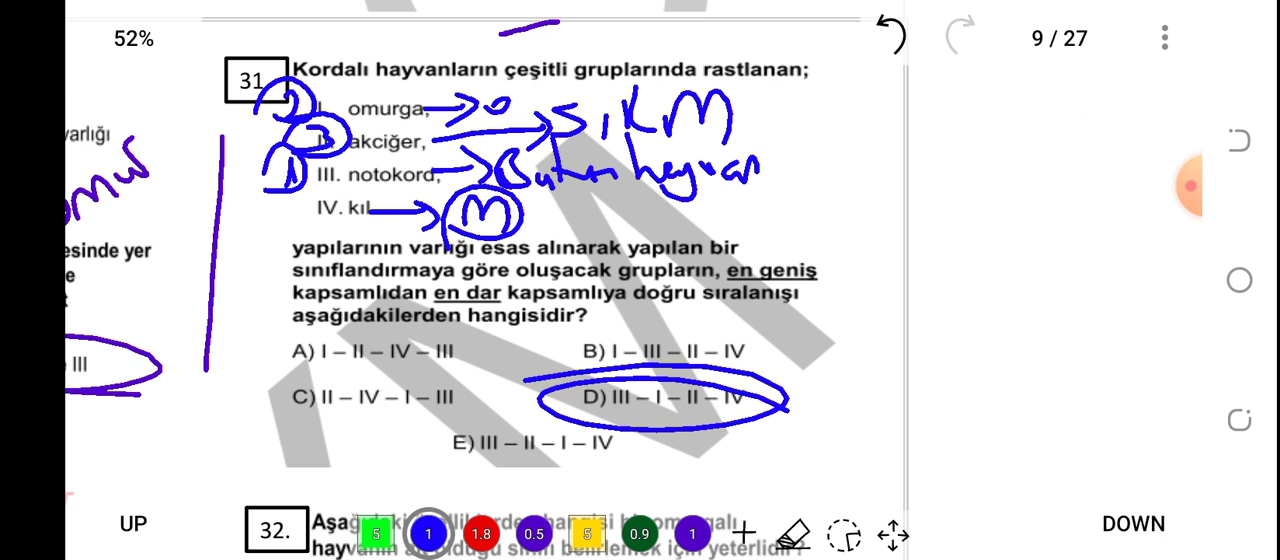 52%
9 / 27
varlığı
esinde yer
e
III
31
Kordalı hayvanların çeşitli gruplarında rastlanan;
I. omurga, O
II. akciğer, S, K M
III. notokord, Bütün hayvan
IV. kıl M
yapılarının varlığı esas alınarak yapılan bir
sınıflandırmaya göre oluşacak grupların, en geniş
kapsamlıdan en dar kapsamlıya doğru sıralanışı
aşağıdakilerden hangisidir?
A) I – II – IV – III
B) I – III – II – IV
C) II – IV – I – III
D) III – I – II – IV
E) III – II – I – IV
UP
32.
5 1 1.8 0.5 5 0.9 1
DOWN